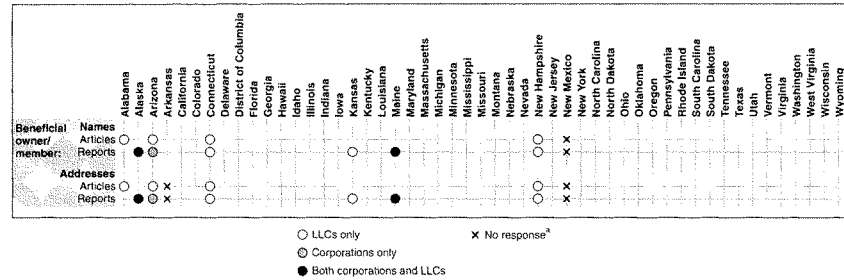 Alabama
Alaska
Arizona
Arkansas
California
Colorado
Connecticut
Delaware
District of Columbia
Florida
Georgia
Hawaii
Idaho
Illinois
Indiana
Iowa
Kansas
Kentucky
Louisiana
Maine
Maryland
Massachusetts
Michigan
Minnesota
Mississippi
Missouri
Montana
Nebraska
Nevada
New Hampshire
New Jersey
New Mexico
New York
North Carolina
North Dakota
Ohio
Oklahoma
Oregon
Pennsylvania
Rhode Island
South Carolina
South Dakota
Tennessee
Texas
Utah
Vermont
Virginia
Washington
West Virginia
Wisconsin
Wyoming
Beneficial owner/ member:
Names
Articles
Reports
Addresses
Articles
Reports
LLCs only
Corporations only
Both corporations and LLCs
x No responseª